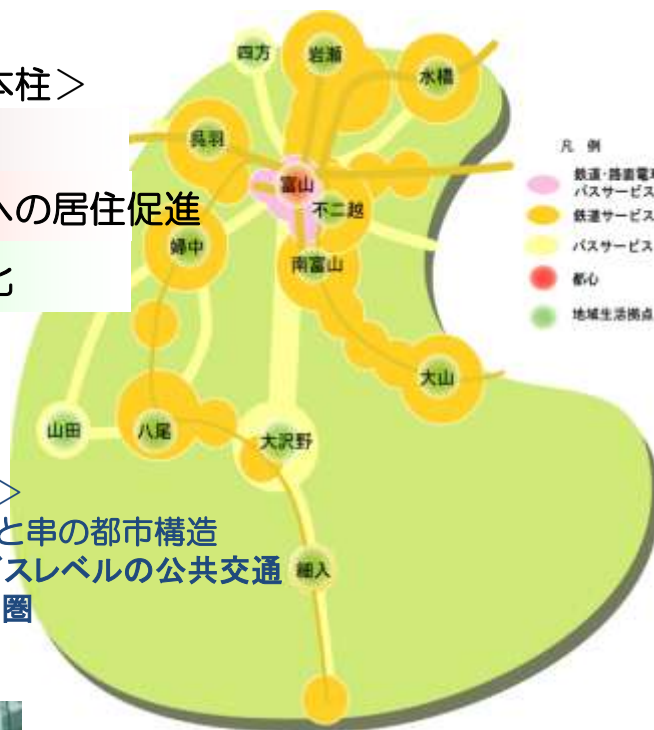 本柱＞
への居住促進
化
四方
岩瀬
水橋
呉羽
富山
不二越
婦中
南富山
大山
山田
八尾
大沢野
細入
凡 例
鉄道・路面電車
バスサービス
鉄道サービス
バスサービス
都心
地域生活拠点
＞
と串の都市構造
ビスレベルの公共交通
圏